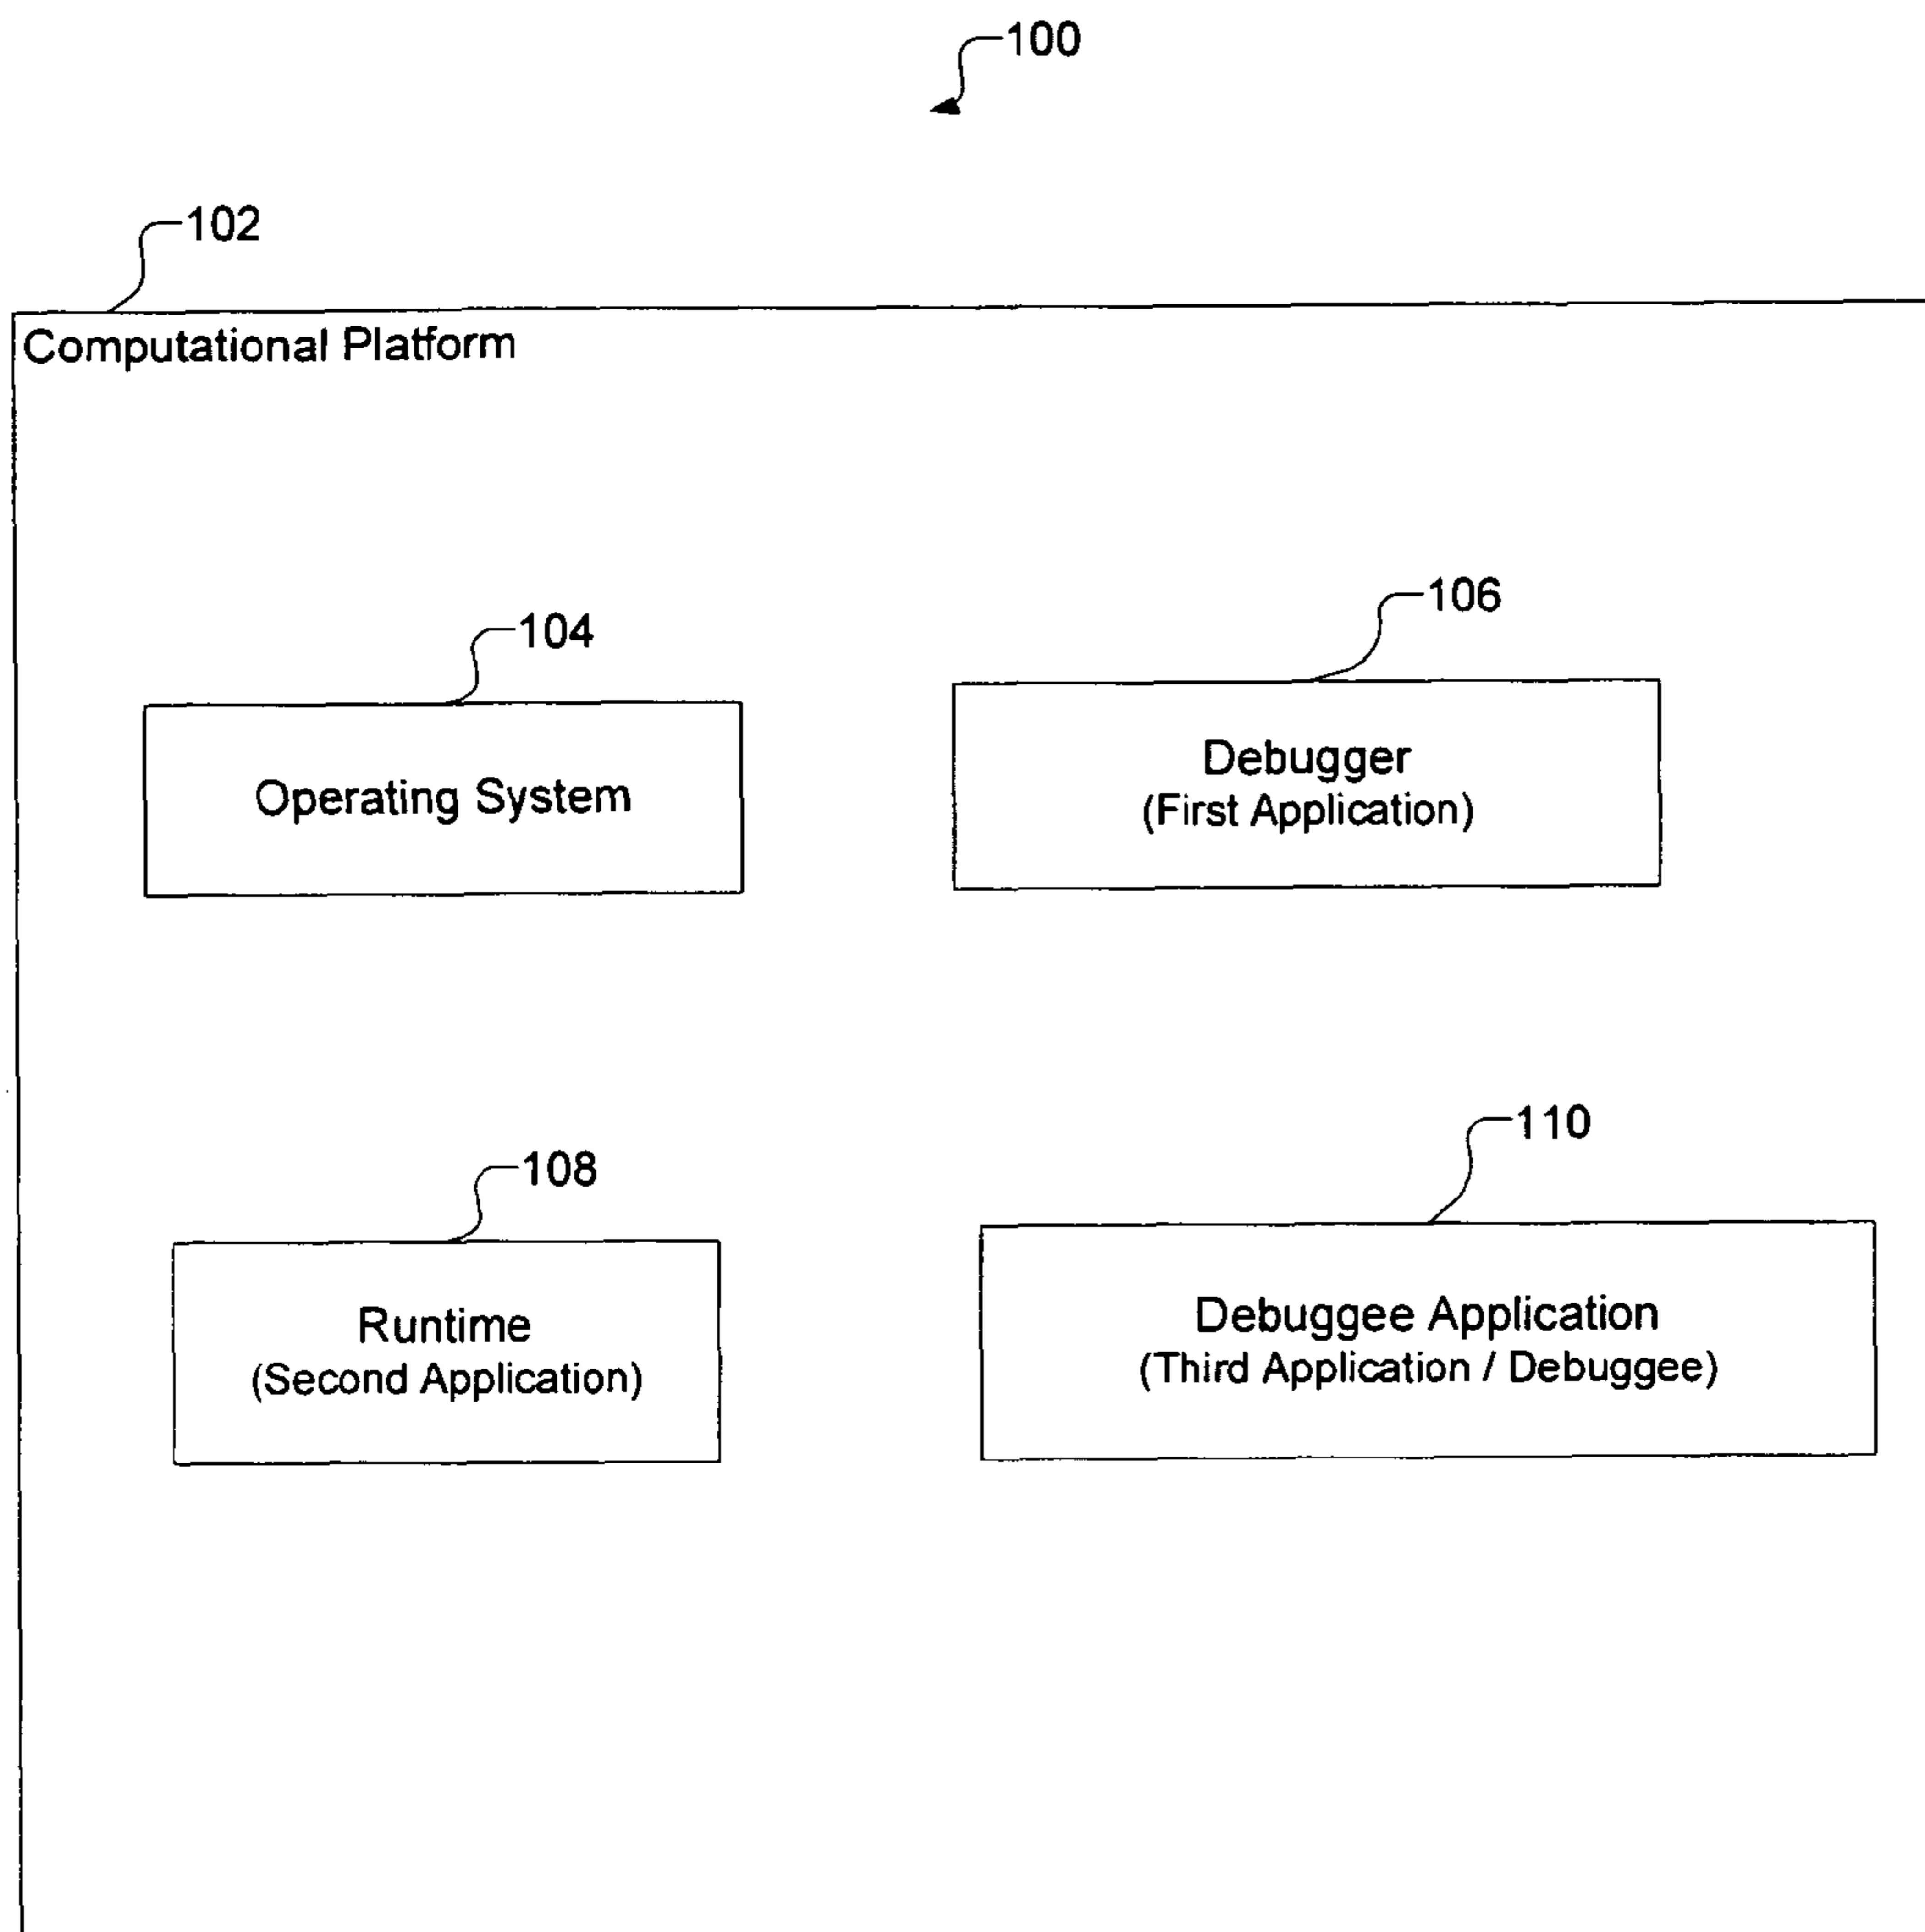 100
102
Computational Platform
104
106
Operating System
Debugger
(First Application)
108
110
Runtime
(Second Application)
Debuggee Application
(Third Application / Debuggee)